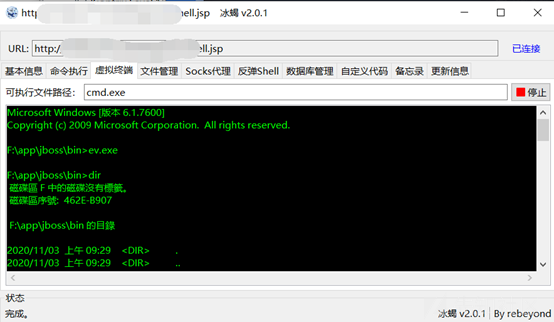 htt shell.jsp 冰蝎 v2.0.1
URL: http:/ ell.jsp 已连接
基本信息 命令执行 虚拟终端 文件管理 Socks代理 反弹Shell 数据库管理 自定义代码 备忘录 更新信息
可执行文件路径: cmd.exe 停止
Microsoft Windows [版本 6.1.7600]
Copyright (c) 2009 Microsoft Corporation. All rights reserved.
F:\app\jboss\bin>ev.exe
F:\app\jboss\bin>dir
磁碟區 F 中的磁碟沒有標籤。
磁碟區序號: 462E-B907
F:\app\jboss\bin 的目錄
2020/11/03 上午 09:29 <DIR> .
2020/11/03 上午 09:29 <DIR> ..
状态
完成。 冰蝎 v2.0.1 By rebeyond